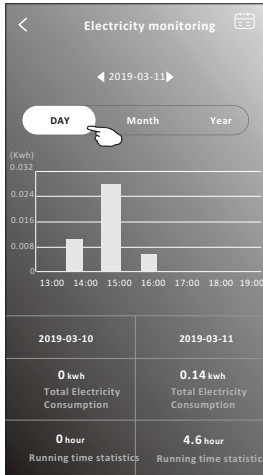 Electricity monitoring
2019-03-11
DAY Month Year
(Kwh)
0.032
0.024
0.016
0.008
0
13:00 14:00 15:00 16:00 17:00 18:00 19:00
2019-03-10 2019-03-11
0 kwh 0.14 kwh
Total Electricity Total Electricity
Consumption Consumption
0 hour 4.6 hour
Running time statistics Running time statistic